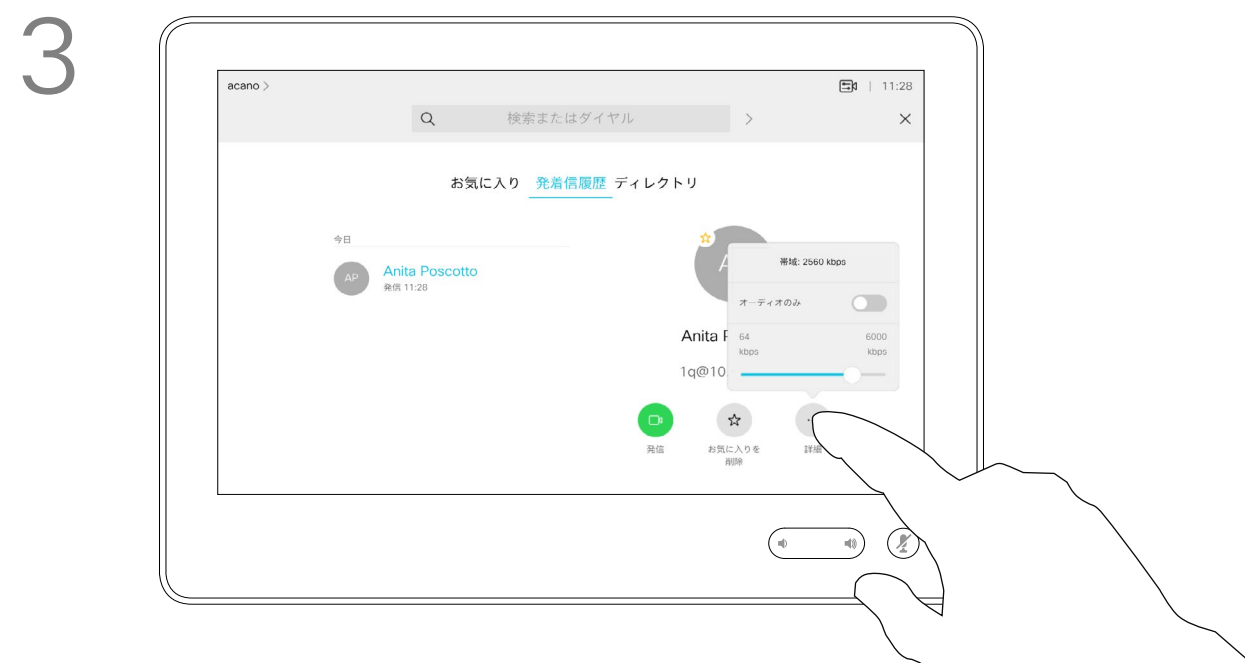 3
acano >
11:28
検索またはダイヤル
お気に入り 発着信履歴 ディレクトリ
今日
AP
Anita Poscotto
発信 11:28
A
帯域: 2560 kbps
オーディオのみ
64 6000
kbps kbps
Anita
1q@10
発信
お気に入りを
削除
詳細